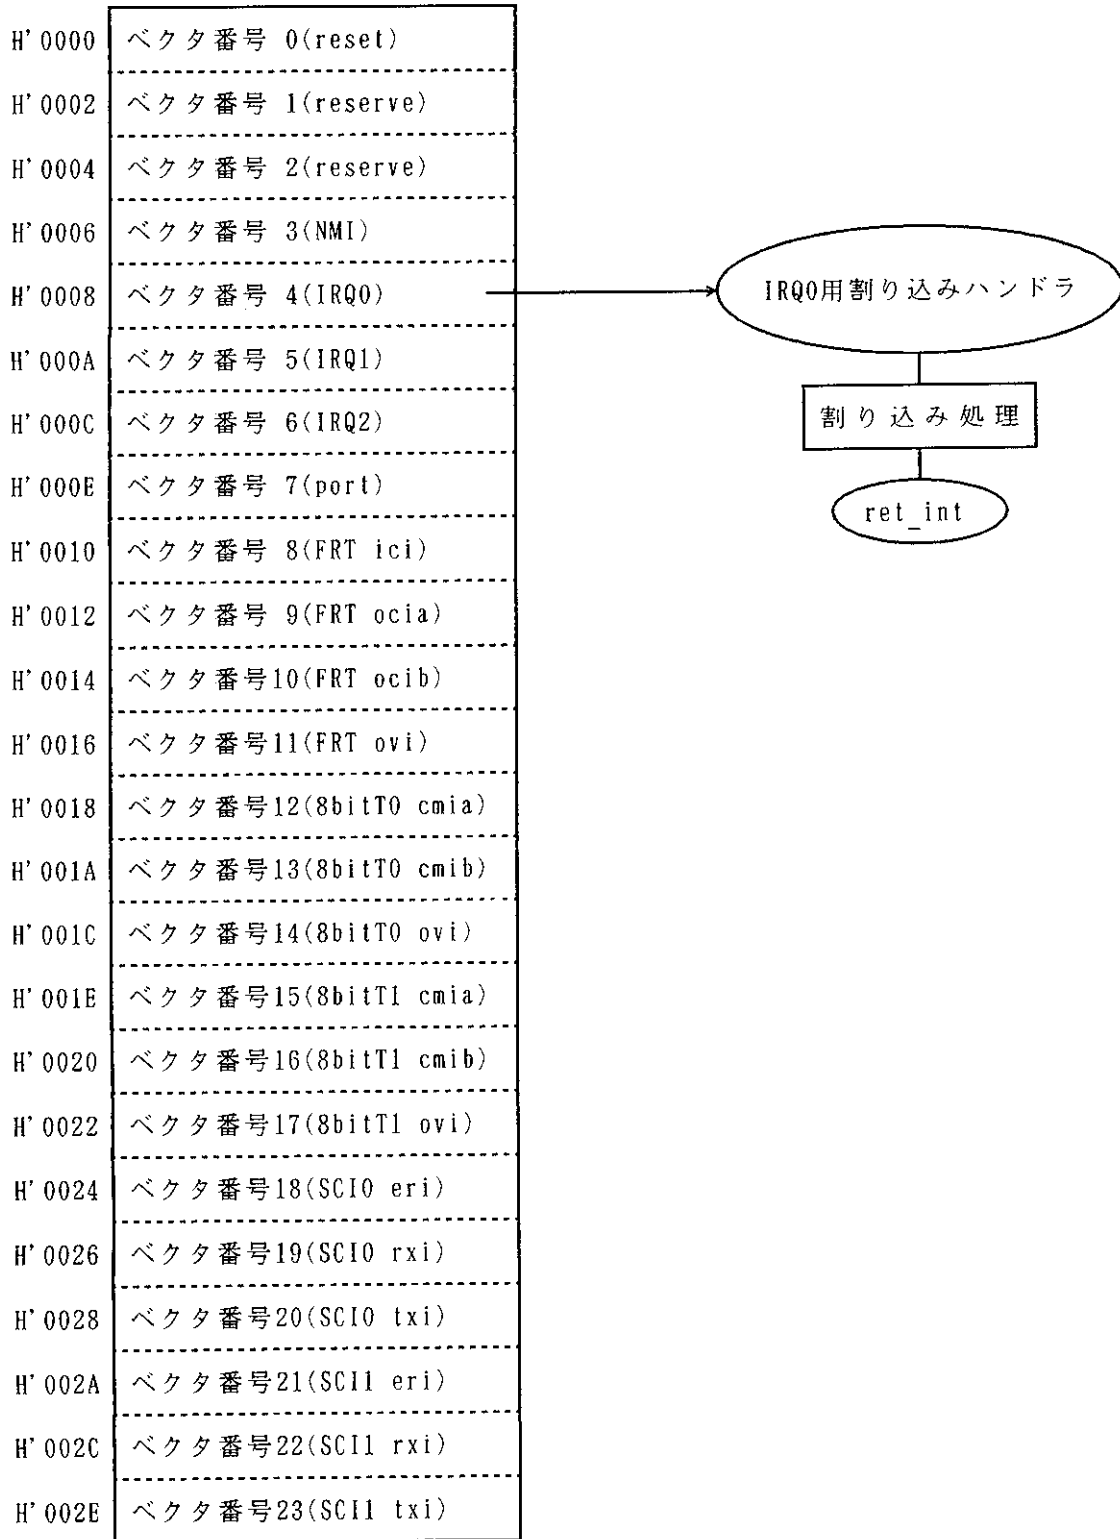 H'0000 ベクタ番号 0(reset)
H'0002 ベクタ番号 1(reserve)
H'0004 ベクタ番号 2(reserve)
H'0006 ベクタ番号 3(NMI)
H'0008 ベクタ番号 4(IRQ0) IRQ0用割り込みハンドラ
H'000A ベクタ番号 5(IRQ1)
H'000C ベクタ番号 6(IRQ2) 割り込み処理
H'000E ベクタ番号 7(port) ret_int
H'0010 ベクタ番号 8(FRT ici)
H'0012 ベクタ番号 9(FRT ocia)
H'0014 ベクタ番号10(FRT ocib)
H'0016 ベクタ番号11(FRT ovi)
H'0018 ベクタ番号12(8bitT0 cmia)
H'001A ベクタ番号13(8bitT0 cmib)
H'001C ベクタ番号14(8bitT0 ovi)
H'001E ベクタ番号15(8bitT1 cmia)
H'0020 ベクタ番号16(8bitT1 cmib)
H'0022 ベクタ番号17(8bitT1 ovi)
H'0024 ベクタ番号18(SCI0 eri)
H'0026 ベクタ番号19(SCI0 rxi)
H'0028 ベクタ番号20(SCI0 txi)
H'002A ベクタ番号21(SCI1 eri)
H'002C ベクタ番号22(SCI1 rxi)
H'002E ベクタ番号23(SCI1 txi)